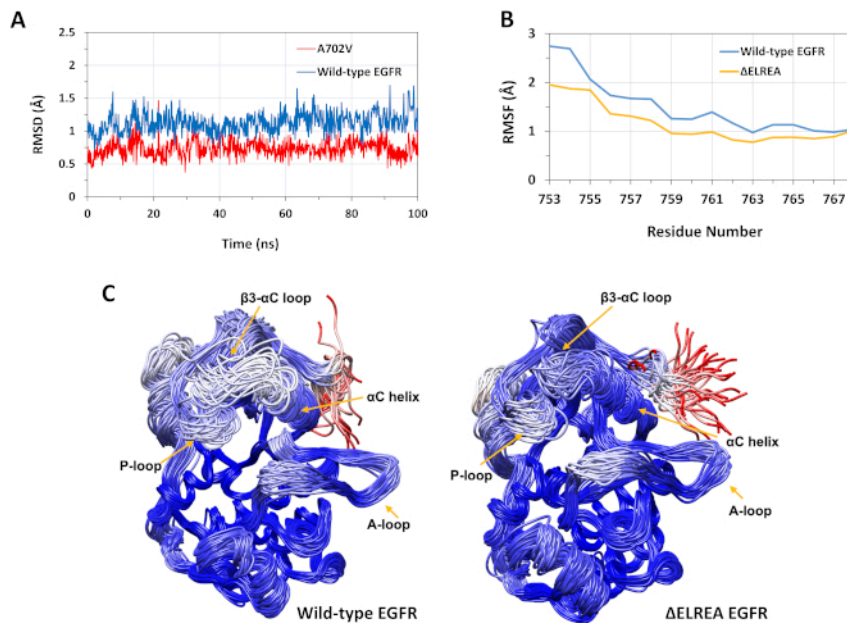 A
2.5
2
1.5
1
0.5
0
RMSD (Å)
A702V
Wild-type EGFR
0 20 40 60 80 100
Time (ns)
B
3
2
1
0
RMSF (Å)
Wild-type EGFR
ΔELREA
753 755 757 759 761 763 765 767
Residue Number
C
β3-αC loop
αC helix
P-loop
A-loop
Wild-type EGFR
β3-αC loop
αC helix
P-loop
A-loop
ΔELREA EGFR